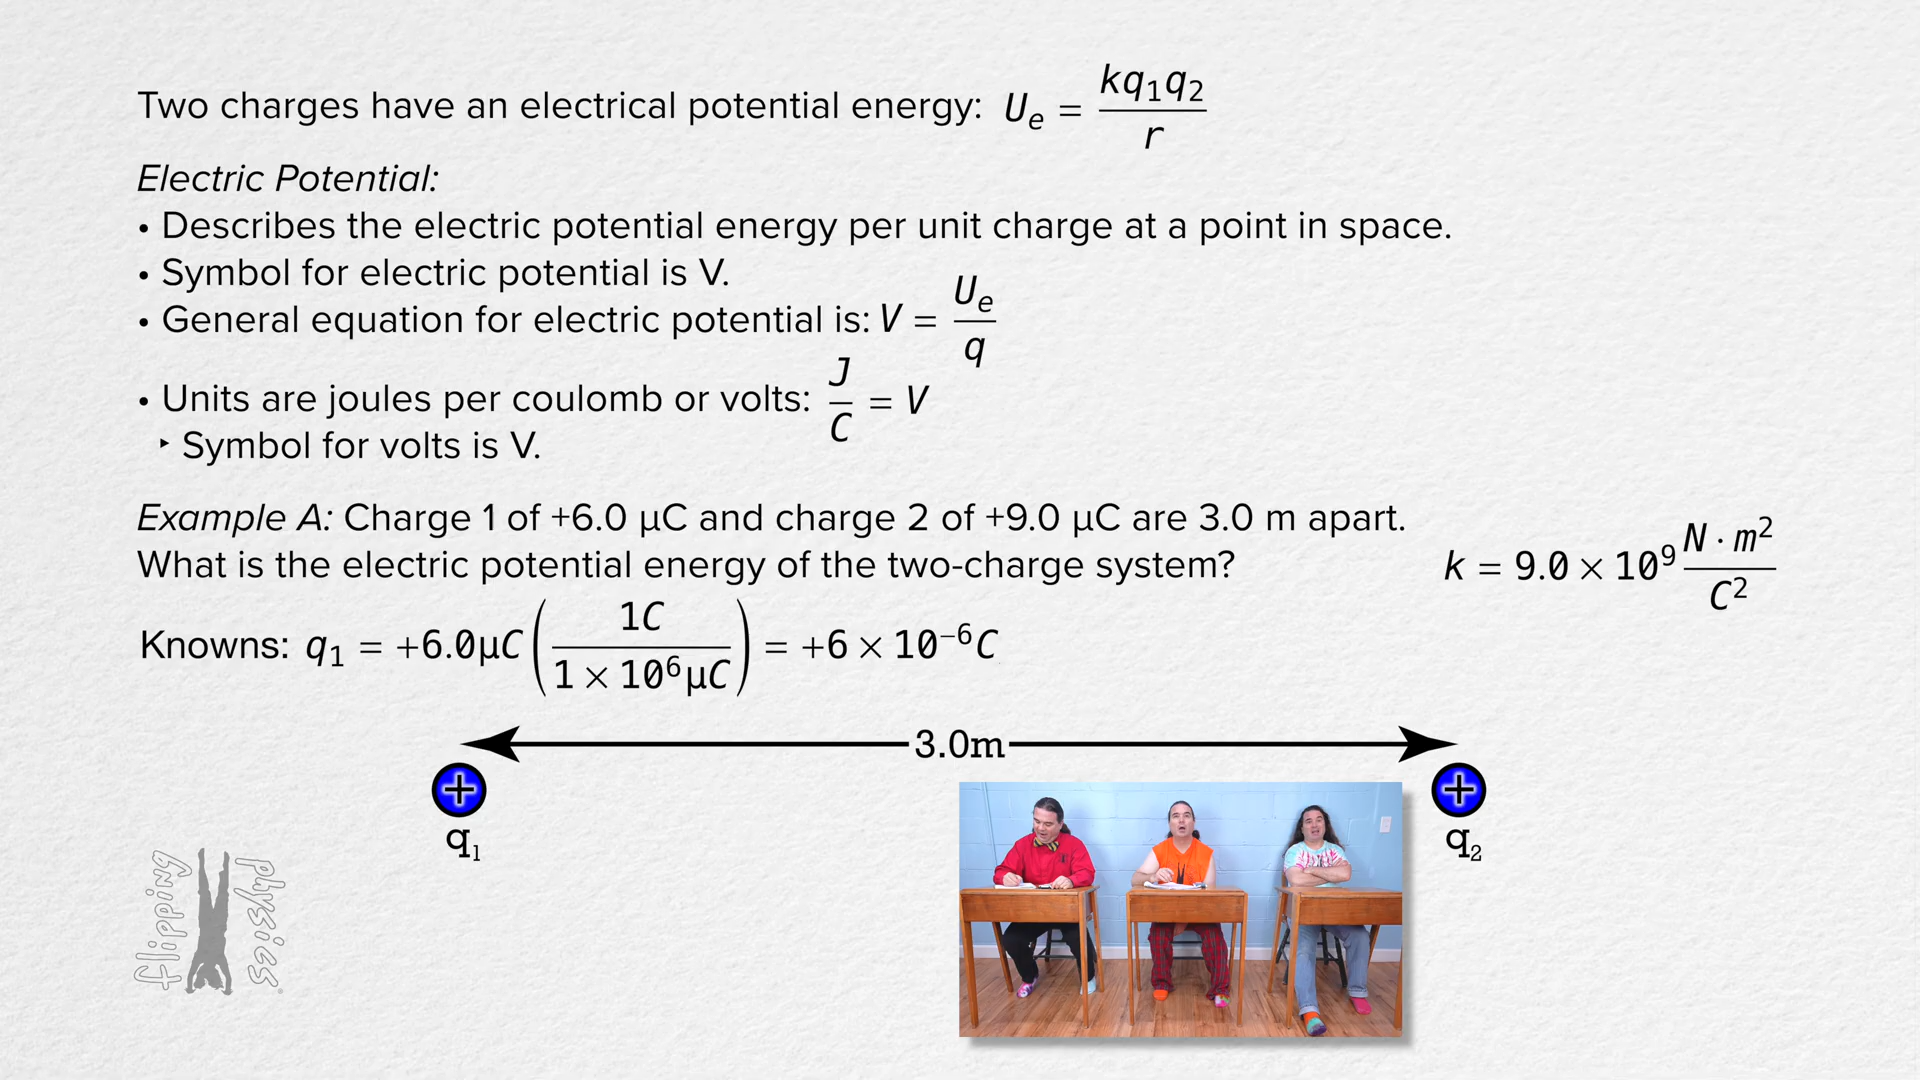 Two charges have an electrical potential energy: Uₑ = kq₁q₂ / r
Electric Potential:
• Describes the electric potential energy per unit charge at a point in space.
• Symbol for electric potential is V.
• General equation for electric potential is: V = Uₑ / q
• Units are joules per coulomb or volts: J / C = V
‣ Symbol for volts is V.
Example A: Charge 1 of +6.0 µC and charge 2 of +9.0 µC are 3.0 m apart.
What is the electric potential energy of the two-charge system?
k = 9.0 × 10⁹ N · m² / C²
Knowns: q₁ = +6.0µC (1C / 1 × 10⁶µC) = +6 × 10⁻⁶C
3.0m
+
q₁
+
q₂
flipping
physics